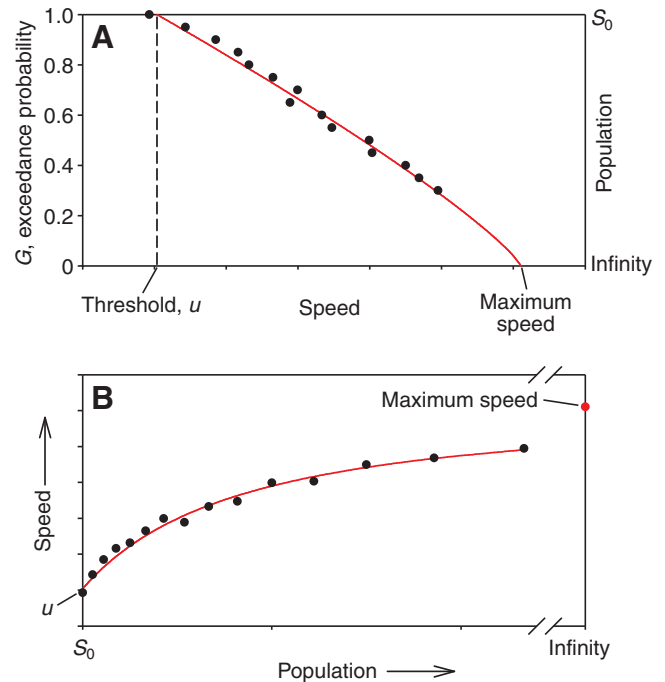 A
G, exceedance probability
1.0
0.8
0.6
0.4
0.2
0
S0
Population
Infinity
Threshold, u
Speed
Maximum
speed
B
Maximum speed
Speed
u
S0
Infinity
Population